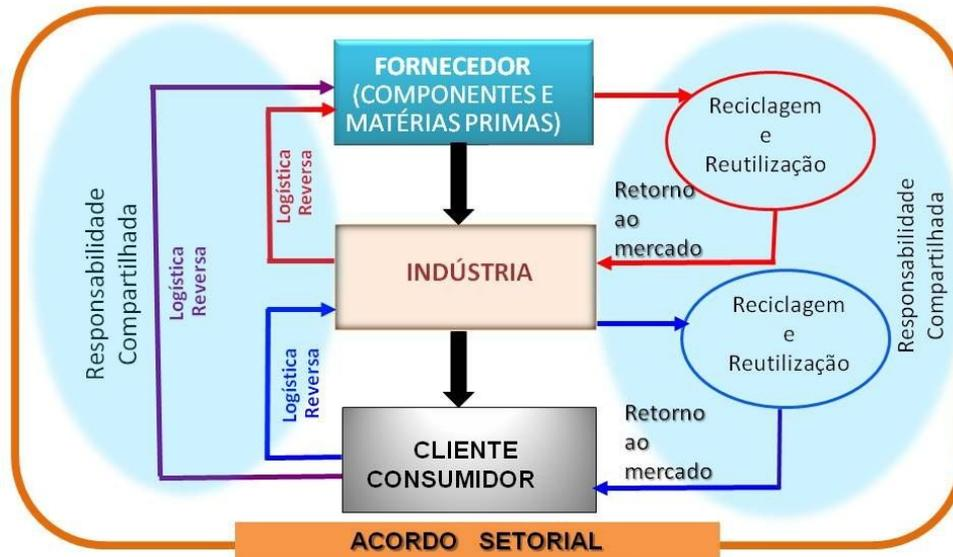 FORNECEDOR
(COMPONENTES E
MATÉRIAS PRIMAS)
Reciclagem
e
Reutilização
Logística
Reversa
Retorno
ao
mercado
Responsabilidade
Compartilhada
Logística
Reversa
INDÚSTRIA
Responsabilidade
Compartilhada
Reciclagem
e
Reutilização
Logística
Reversa
Retorno
ao
mercado
CLIENTE
CONSUMIDOR
ACORDO SETORIAL